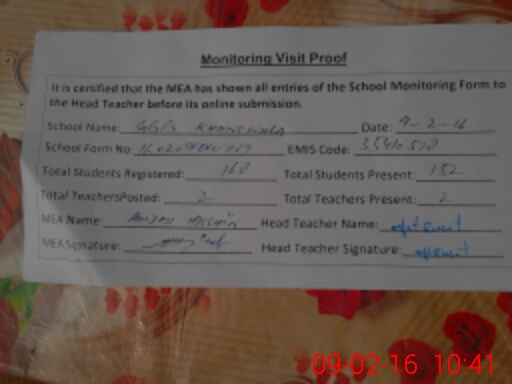 Monitoring Visit Proof
It is certified that the MEA has shown all entries of the School Monitoring Form to
the Head Teacher before its online submission.
School Name: GGPS Date: 9-2-16
School Form No: EMIS Code:
Total Students Registered: 160 Total Students Present: 152
Total TeachersPosted: 2 Total Teachers Present: 2
MEA Name: Head Teacher Name:
MEA Signature: Head Teacher Signature:
09-02-16 10:41